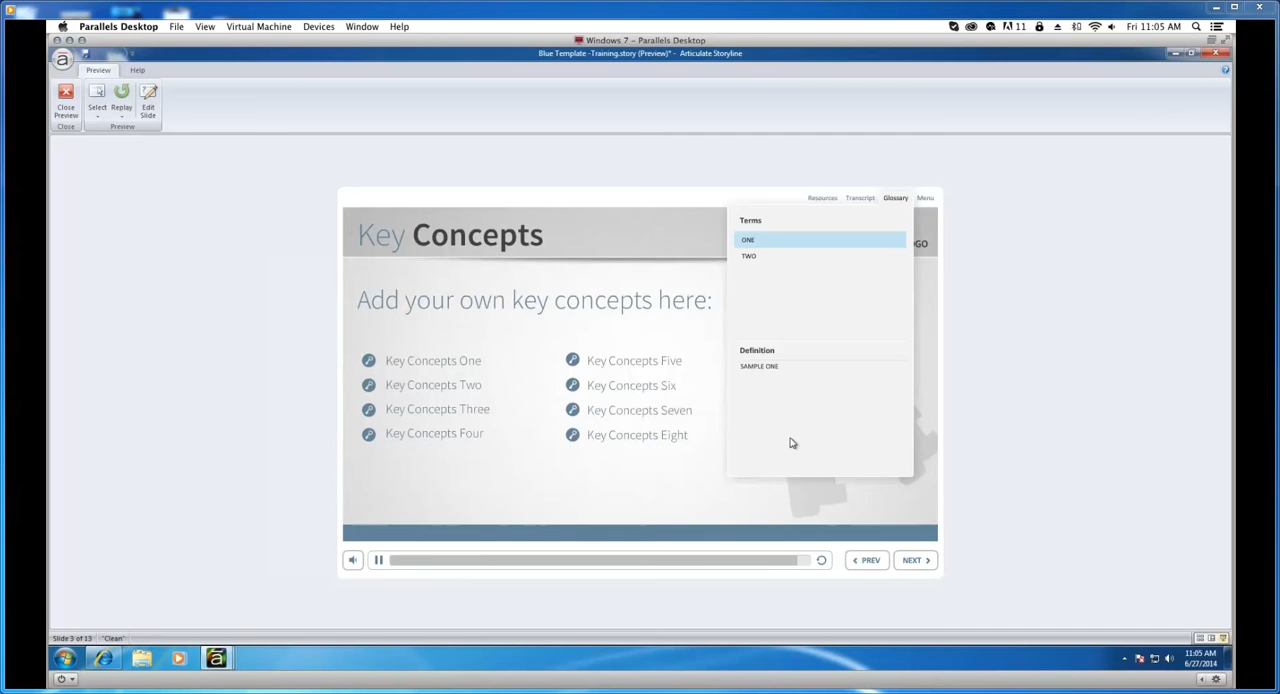 Parallels Desktop File View Virtual Machine Devices Window Help 11 Fri 11:05 AM
Windows 7 - Parallels Desktop
Blue Template -Training.story (Preview)* - Articulate Storyline
Preview Help
Close Preview Select Replay Edit Slide
Close Preview
Resources Transcript Glossary Menu
Key Concepts
OGO
Terms
ONE
TWO
Add your own key concepts here:
Key Concepts One
Key Concepts Two
Key Concepts Three
Key Concepts Four
Key Concepts Five
Key Concepts Six
Key Concepts Seven
Key Concepts Eight
Definition
SAMPLE ONE
PREV NEXT
Slide 3 of 13 "Clean"
11:05 AM
6/27/2014